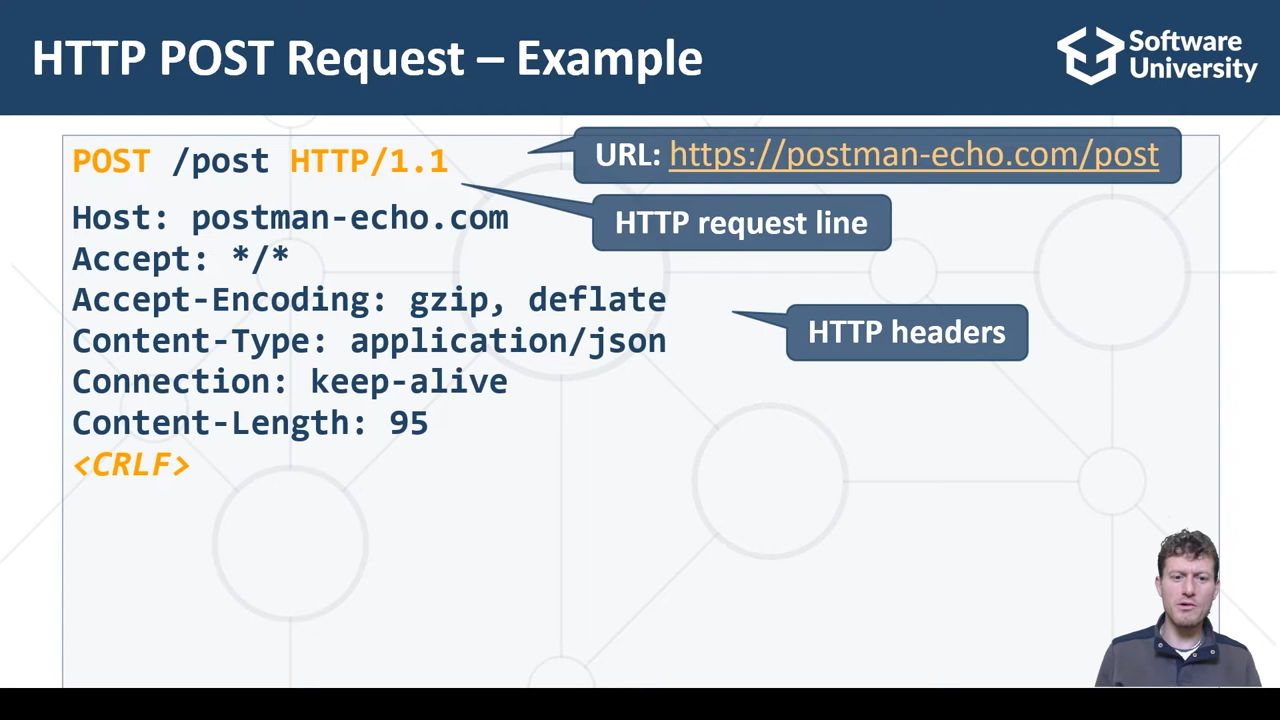 HTTP POST Request – Example
Software
University
POST /post HTTP/1.1
URL: https://postman-echo.com/post
HTTP request line
Host: postman-echo.com
Accept: */*
Accept-Encoding: gzip, deflate
HTTP headers
Content-Type: application/json
Connection: keep-alive
Content-Length: 95
<CRLF>